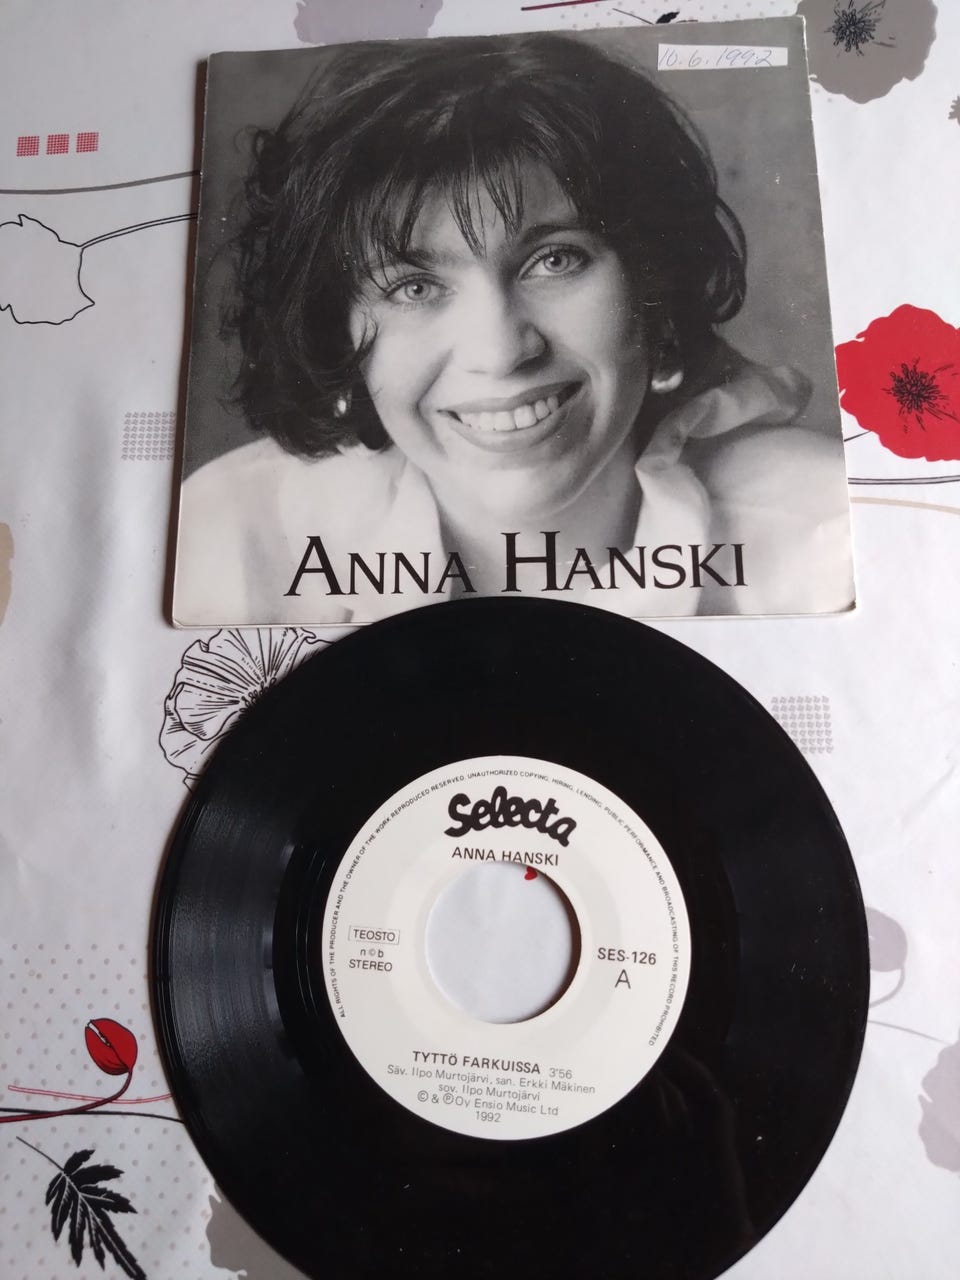 10.6.1992
ANNA HANSKI
ALL RIGHTS OF THE PRODUCER AND THE OWNER OF THE WORK REPRODUCED RESERVED. UNAUTHORIZED COPYING, HIRING, LENDING, PUBLIC PERFORMANCE AND BROADCASTING OF THIS RECORD PROHIBITED
Selecta
ANNA HANSKI
TEOSTO
n©b
STEREO
SES-126
A
TYTTÖ FARKUISSA 3'56
Säv. Ilpo Murtojärvi, san. Erkki Mäkinen
sov. Ilpo Murtojärvi
© & ℗ Oy Ensio Music Ltd
1992